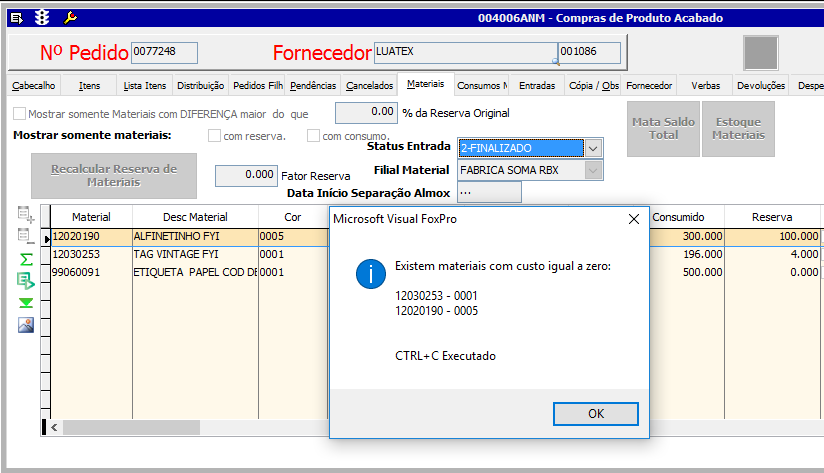 004006ANM - Compras de Produto Acabado
Nº Pedido 0077248 Fornecedor LUATEX 001086
Cabecalho Itens Lista Itens Distribuição Pedidos Filh Pendências Cancelados Materiais Consumos M Entradas Cópia / Obs Fornecedor Verbas Devoluções Despe
Mostrar somente Materiais com DIFERENÇA maior do que 0.00 % da Reserva Original
Mostrar somente materiais: com reserva. com consumo.
Status Entrada 2-FINALIZADO
Mata Saldo Total
Estoque Materiais
Recalcular Reserva de Materiais
0.000 Fator Reserva
Filial Material FABRICA SOMA RBX
Data Início Separação Almox ...
Material Desc Material Cor Consumido Reserva
12020190 ALFINETINHO FYI 0005 300.000 100.000
12030253 TAG VINTAGE FYI 0001 196.000 4.000
99060091 ETIQUETA PAPEL COD DE 0001 500.000 0.000
Microsoft Visual FoxPro
Existem materiais com custo igual a zero:
12030253 - 0001
12020190 - 0005
CTRL+C Executado
OK